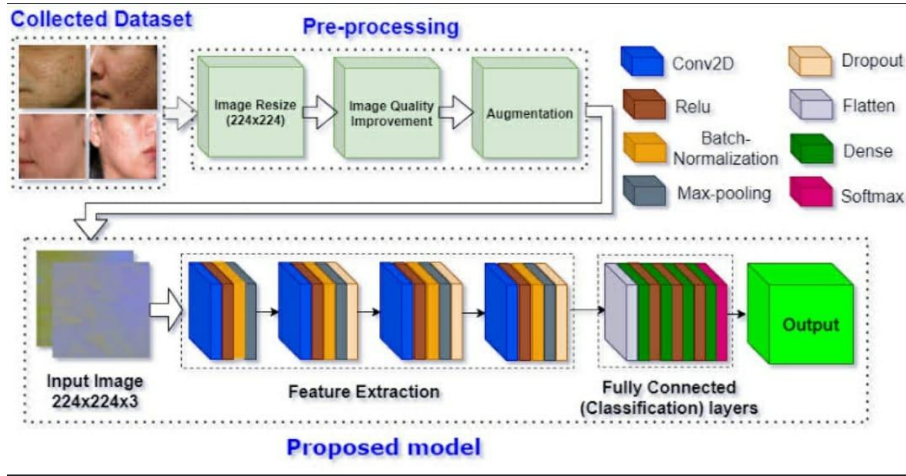 Collected Dataset
Pre-processing
Image Resize
(224x224)
Image Quality
Improvement
Augmentation
Conv2D
Relu
Batch-
Normalization
Max-pooling
Dropout
Flatten
Dense
Softmax
Input Image
224x224x3
Feature Extraction
Fully Connected
(Classification) layers
Output
Proposed model